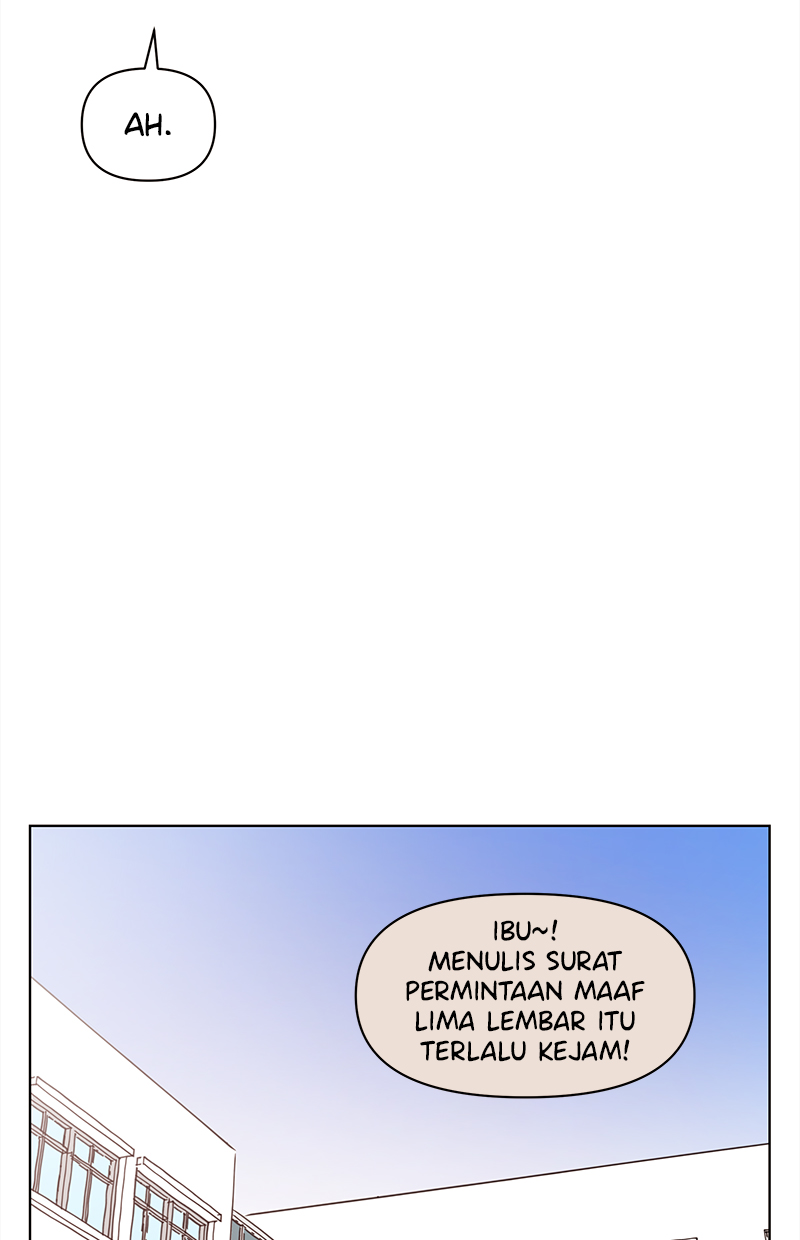 AH.
IBU~!
MENULIS SURAT
PERMINTAAN MAAF
LIMA LEMBAR ITU
TERLALU KEJAM!